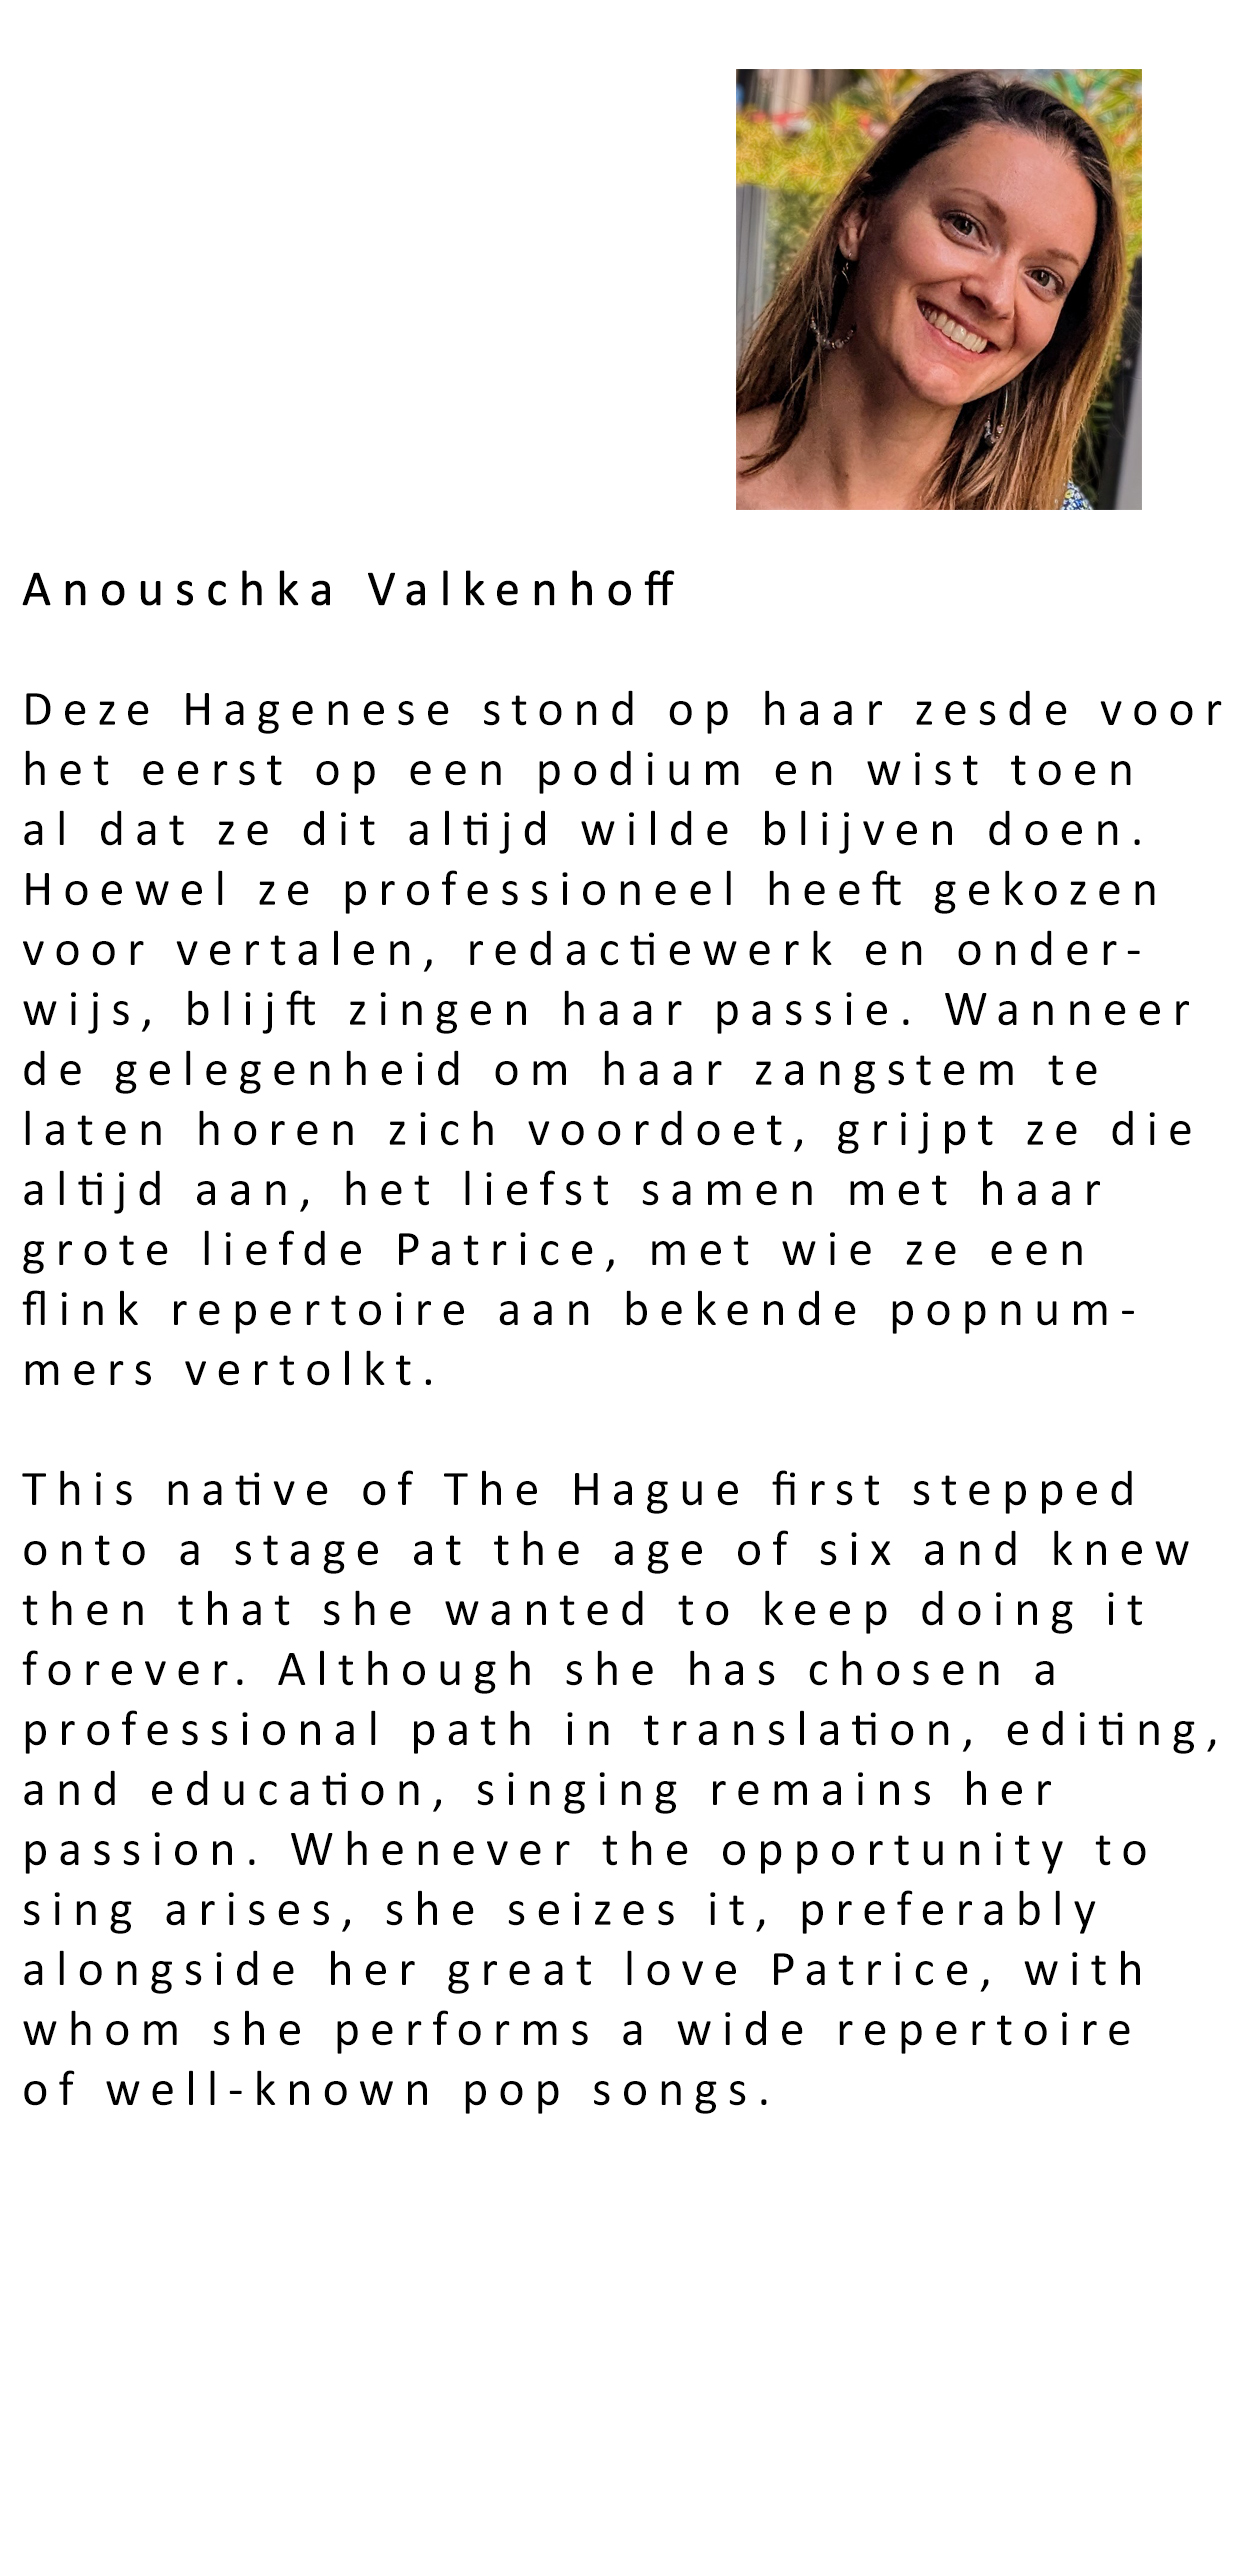 Anouschka Valkenhoff
Deze Hagenese stond op haar zesde voor
het eerst op een podium en wist toen
al dat ze dit altijd wilde blijven doen.
Hoewel ze professioneel heeft gekozen
voor vertalen, redactiewerk en onder-
wijs, blijft zingen haar passie. Wanneer
de gelegenheid om haar zangstem te
laten horen zich voordoet, grijpt ze die
altijd aan, het liefst samen met haar
grote liefde Patrice, met wie ze een
flink repertoire aan bekende popnum-
mers vertolkt.
This native of The Hague first stepped
onto a stage at the age of six and knew
then that she wanted to keep doing it
forever. Although she has chosen a
professional path in translation, editing,
and education, singing remains her
passion. Whenever the opportunity to
sing arises, she seizes it, preferably
alongside her great love Patrice, with
whom she performs a wide repertoire
of well-known pop songs.